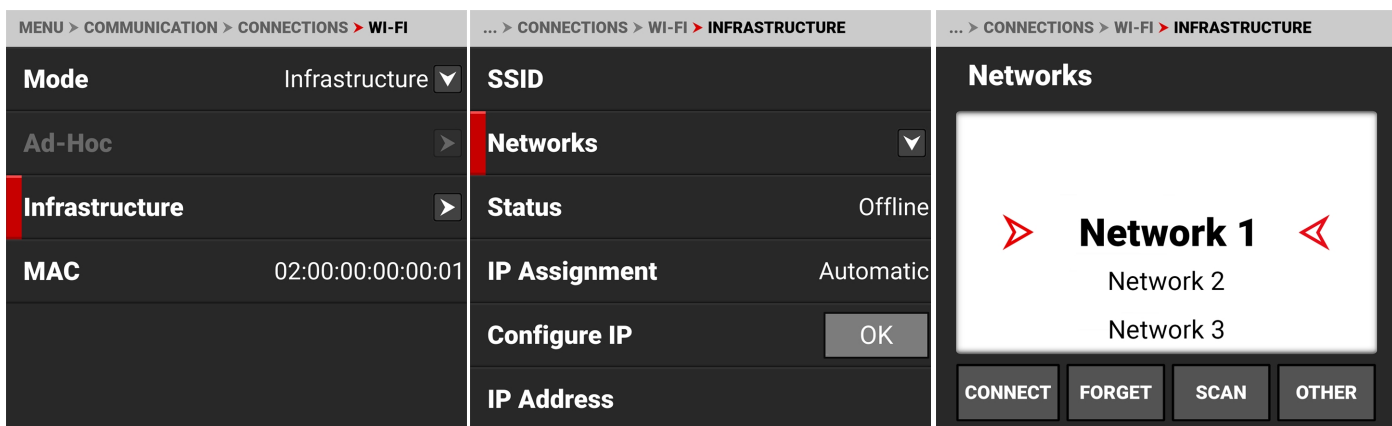 MENU > COMMUNICATION > CONNECTIONS > WI-FI
Mode Infrastructure
Ad-Hoc
Infrastructure
MAC 02:00:00:00:00:01
... > CONNECTIONS > WI-FI > INFRASTRUCTURE
SSID
Networks
Status Offline
IP Assignment Automatic
Configure IP OK
IP Address
... > CONNECTIONS > WI-FI > INFRASTRUCTURE
Networks
Network 1
Network 2
Network 3
CONNECT FORGET SCAN OTHER